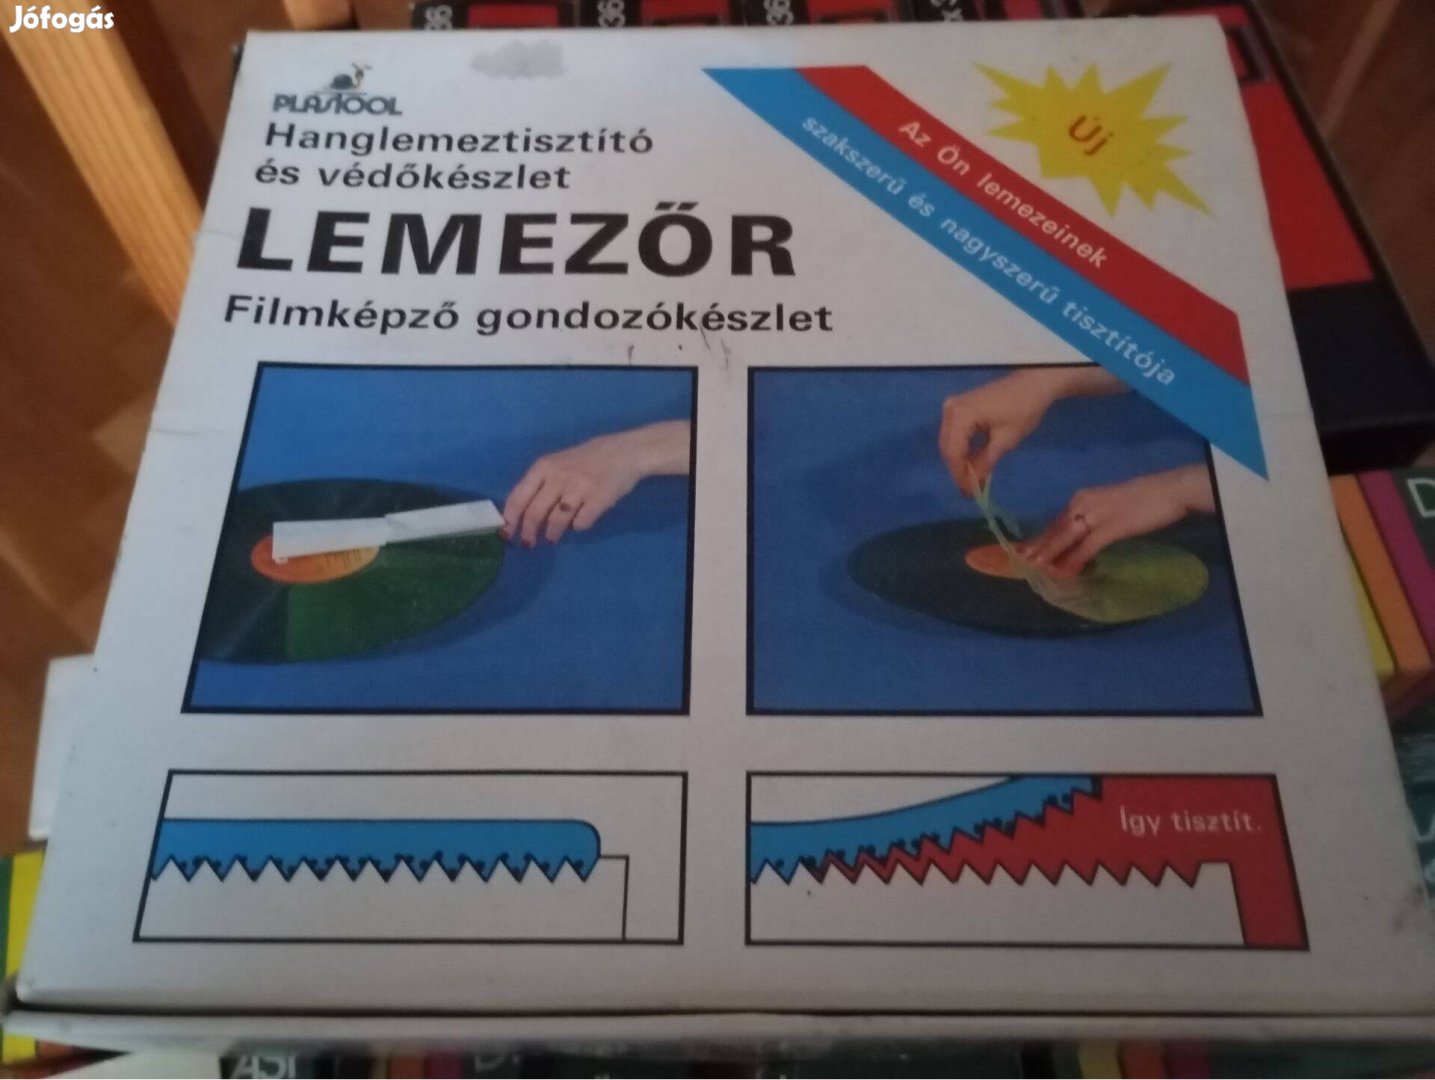 Jófogás
PLASTOOL
Hanglemeztisztító
és védőkészlet
LEMEZŐR
Filmképző gondozókészlet
Az Ön lemezeinek
szakszerű és nagyszerű tisztítója
Új
Így tisztít.